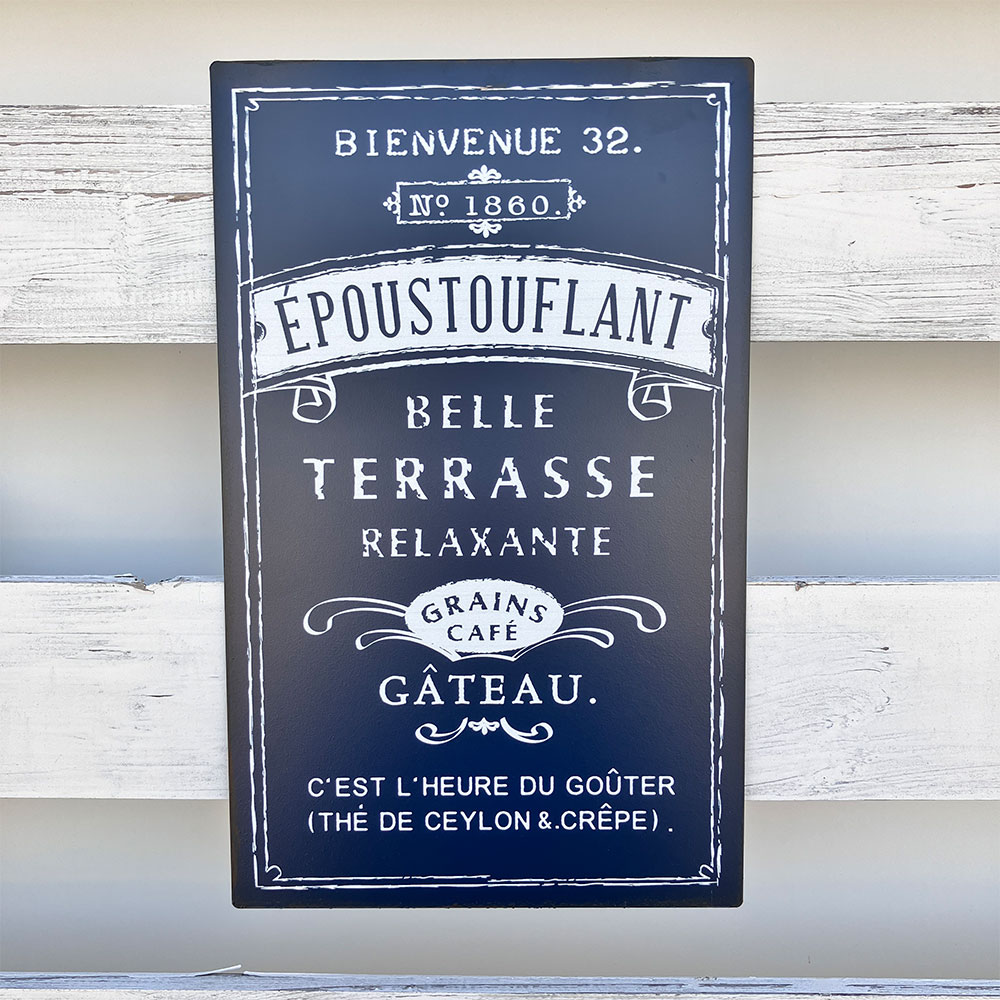 BIENVENUE 32.
Nº 1860.
ÉPOUSTOUFLANT
BELLE
TERRASSE
RELAXANTE
GRAINS
CAFÉ
GÂTEAU.
C'EST L'HEURE DU GOÛTER
(THÉ DE CEYLON &.CRÊPE) .